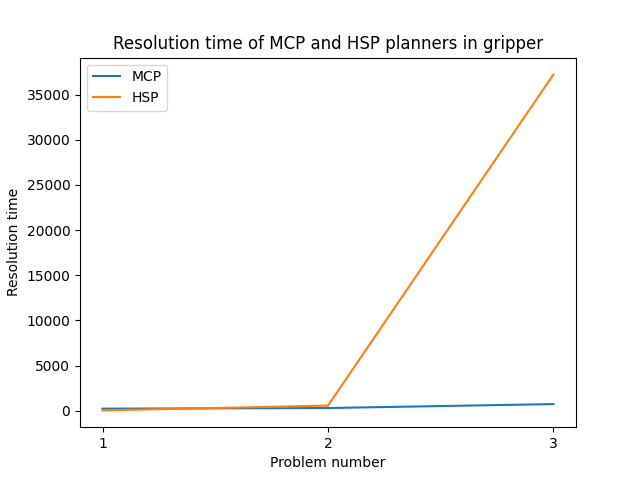 Resolution time of MCP and HSP planners in gripper
MCP
HSP
35000
30000
25000
20000
15000
10000
5000
0
Resolution time
1 2 3
Problem number